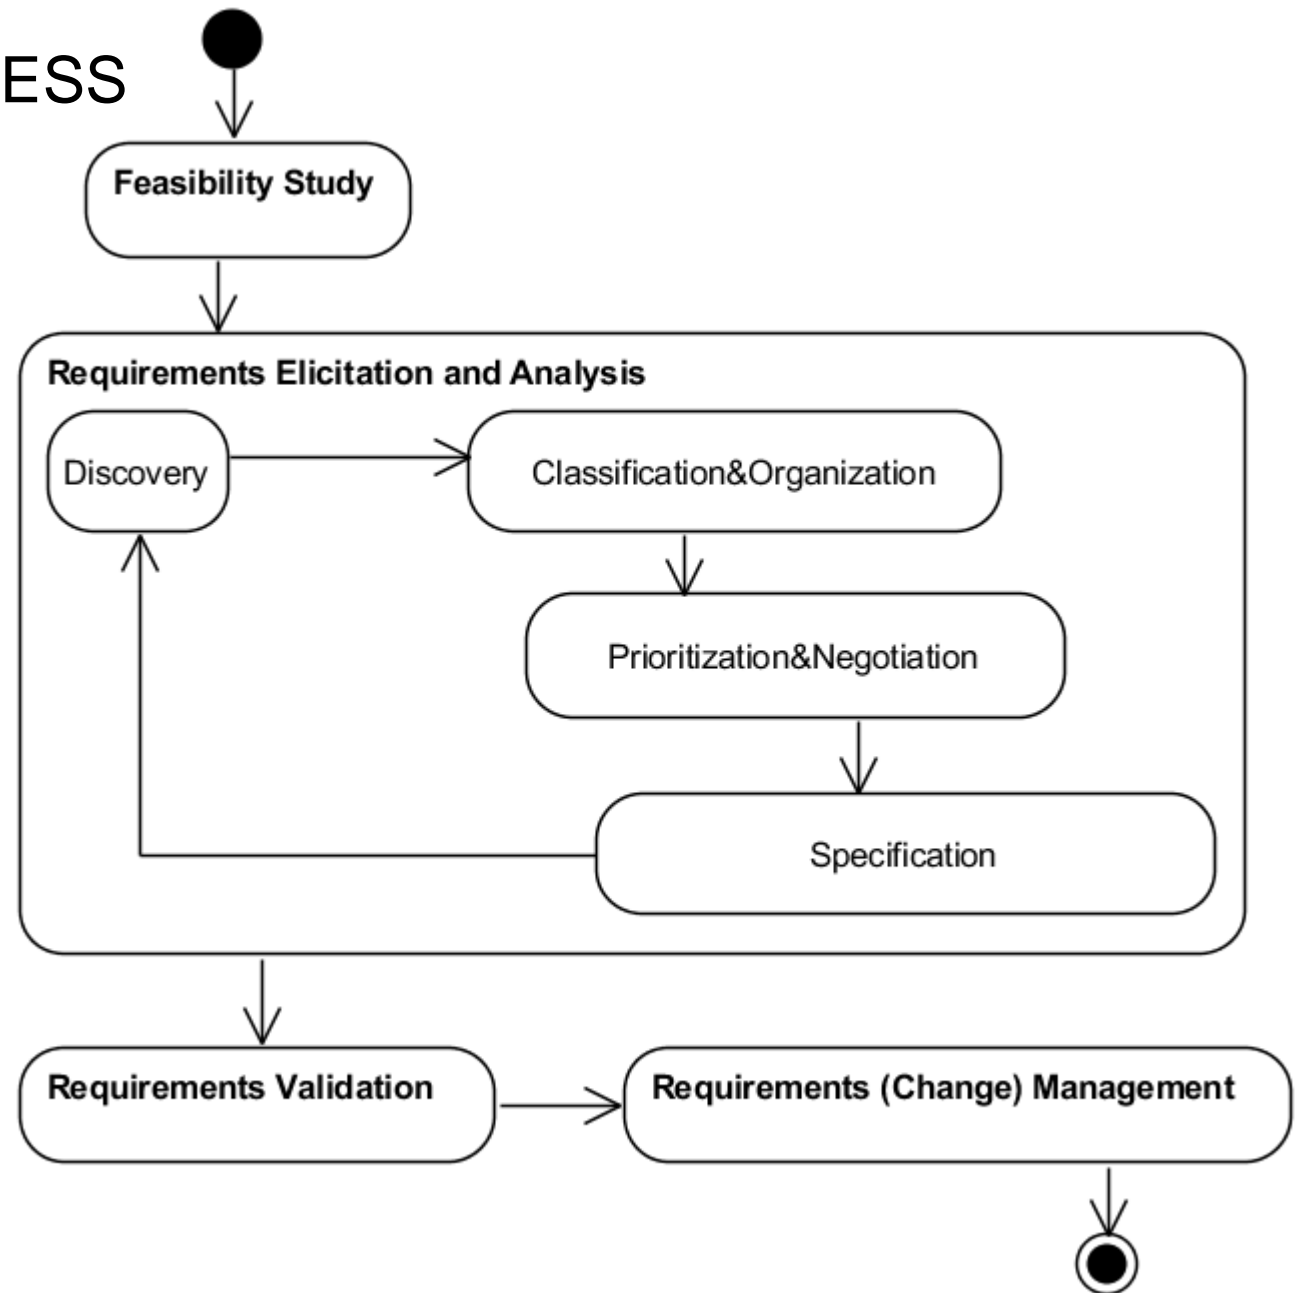 ESS
Feasibility Study
Requirements Elicitation and Analysis
Discovery
Classification&Organization
Prioritization&Negotiation
Specification
Requirements Validation
Requirements (Change) Management